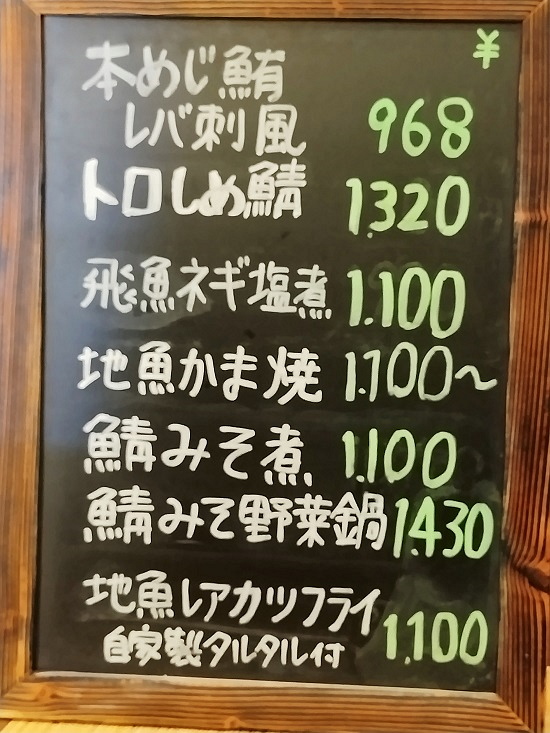 ¥
本めじ鮪
レバ刺風 968
トロしめ鯖 1.320
飛魚ネギ塩煮 1.100
地魚かま焼 1.100〜
鯖みそ煮 1.100
鯖みそ野菜鍋 1.430
地魚レアカツフライ
自家製タルタル付 1.100